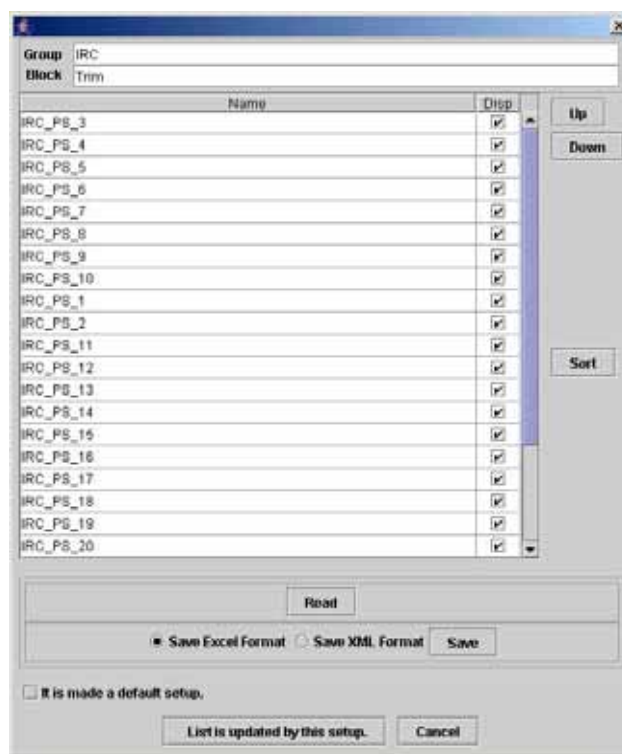 Group IRC
Block Trim
Name Disp
IRC_PS_3
IRC_PS_4
IRC_PS_5
IRC_PS_6
IRC_PS_7
IRC_PS_8
IRC_PS_9
IRC_PS_10
IRC_PS_1
IRC_PS_2
IRC_PS_11
IRC_PS_12
IRC_PS_13
IRC_PS_14
IRC_PS_15
IRC_PS_16
IRC_PS_17
IRC_PS_18
IRC_PS_19
IRC_PS_20
Up
Down
Sort
Read
Save Excel Format Save XML Format Save
It is made a default setup.
List is updated by this setup. Cancel